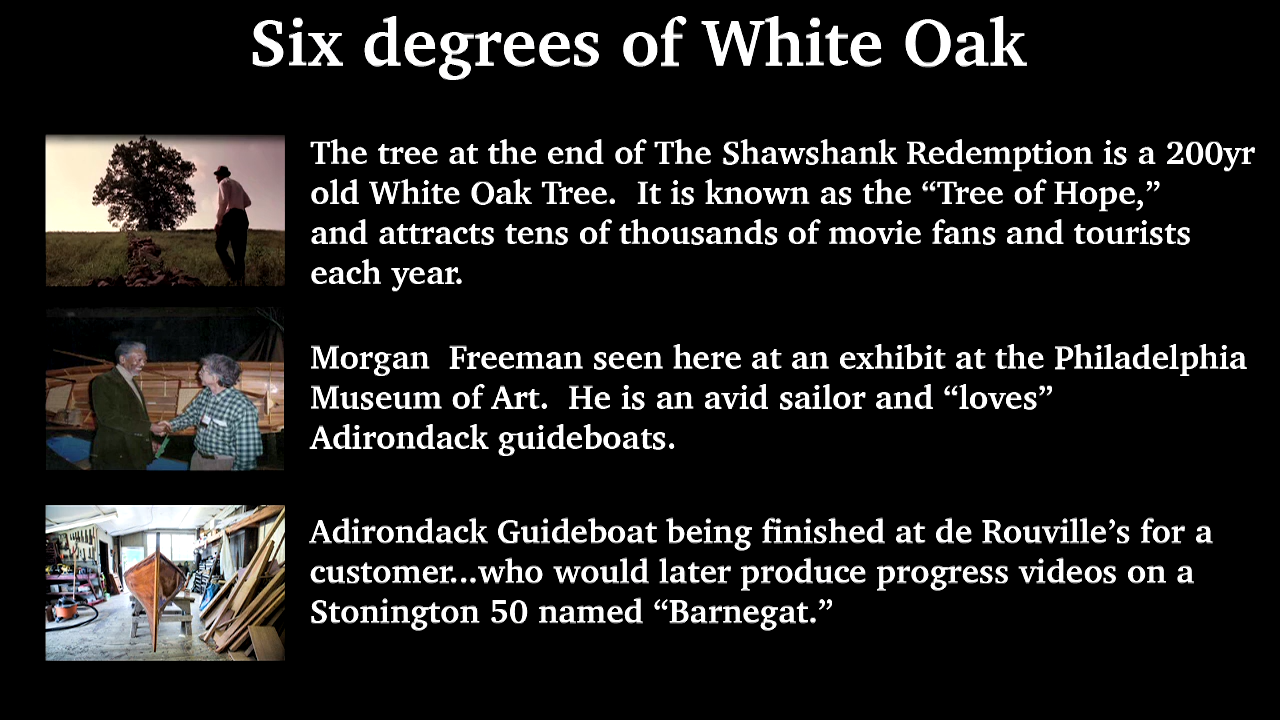 Six degrees of White Oak
The tree at the end of The Shawshank Redemption is a 200yr
old White Oak Tree.  It is known as the “Tree of Hope,”
and attracts tens of thousands of movie fans and tourists
each year.
Morgan  Freeman seen here at an exhibit at the Philadelphia
Museum of Art.  He is an avid sailor and “loves”
Adirondack guideboats.
Adirondack Guideboat being finished at de Rouville’s for a
customer...who would later produce progress videos on a
Stonington 50 named “Barnegat.”